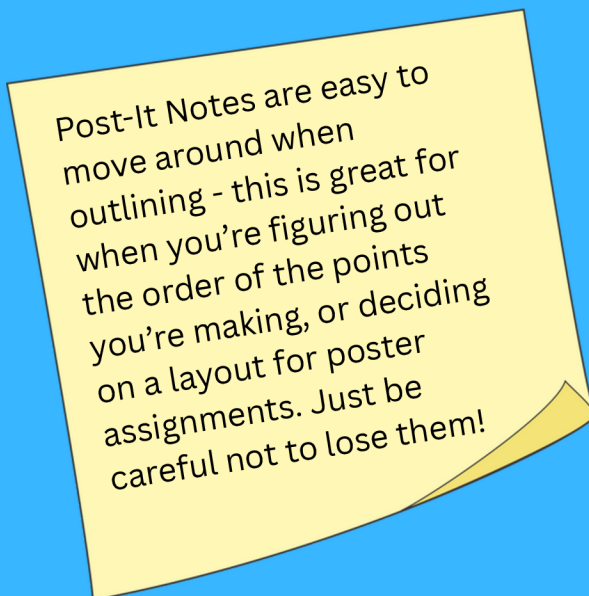 Post-It Notes are easy to
move around when
outlining - this is great for
when you’re figuring out
the order of the points
you’re making, or deciding
on a layout for poster
assignments. Just be
careful not to lose them!